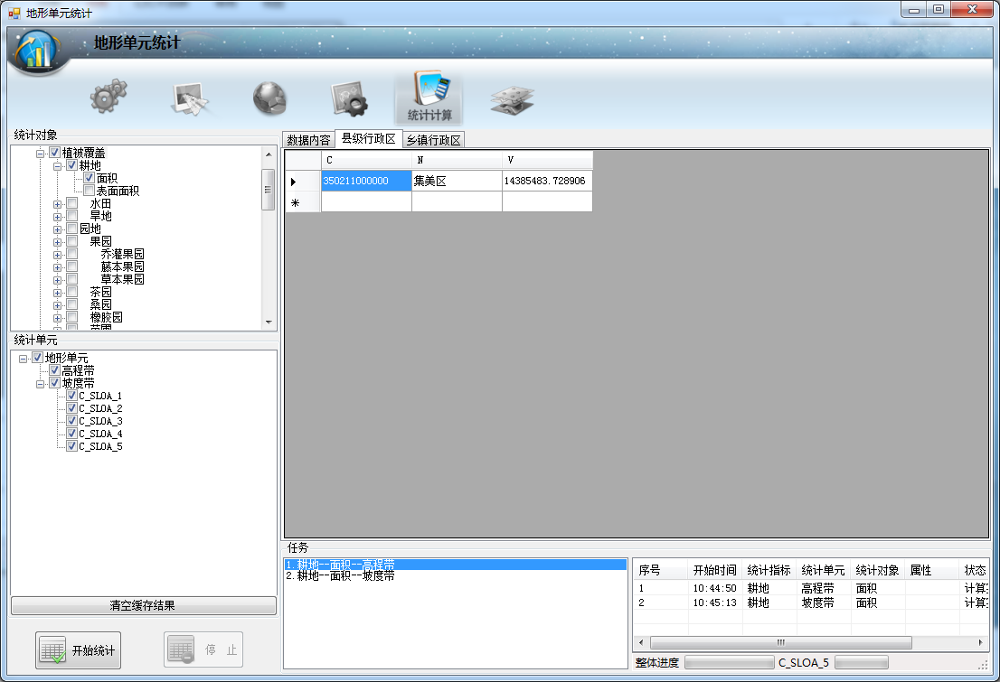 地形单元统计
地形单元统计
统计计算
统计对象
植被覆盖
耕地
面积
表面面积
水田
旱地
园地
果园
乔灌果园
藤本果园
草本果园
茶园
桑园
橡胶园
苗圃
统计单元
地形单元
高程带
坡度带
C_SLOA_1
C_SLOA_2
C_SLOA_3
C_SLOA_4
C_SLOA_5
清空缓存结果
开始统计 停 止
数据内容 县级行政区 乡镇行政区
C N V
350211000000 集美区 14385483.728906
任务
1.耕地--面积--高程带
2.耕地--面积--坡度带
序号 开始时间 统计指标 统计单元 统计对象 属性 状态
1 10:44:50 耕地 高程带 面积 计算
2 10:45:13 耕地 坡度带 面积 计算
整体进度 C_SLOA_5